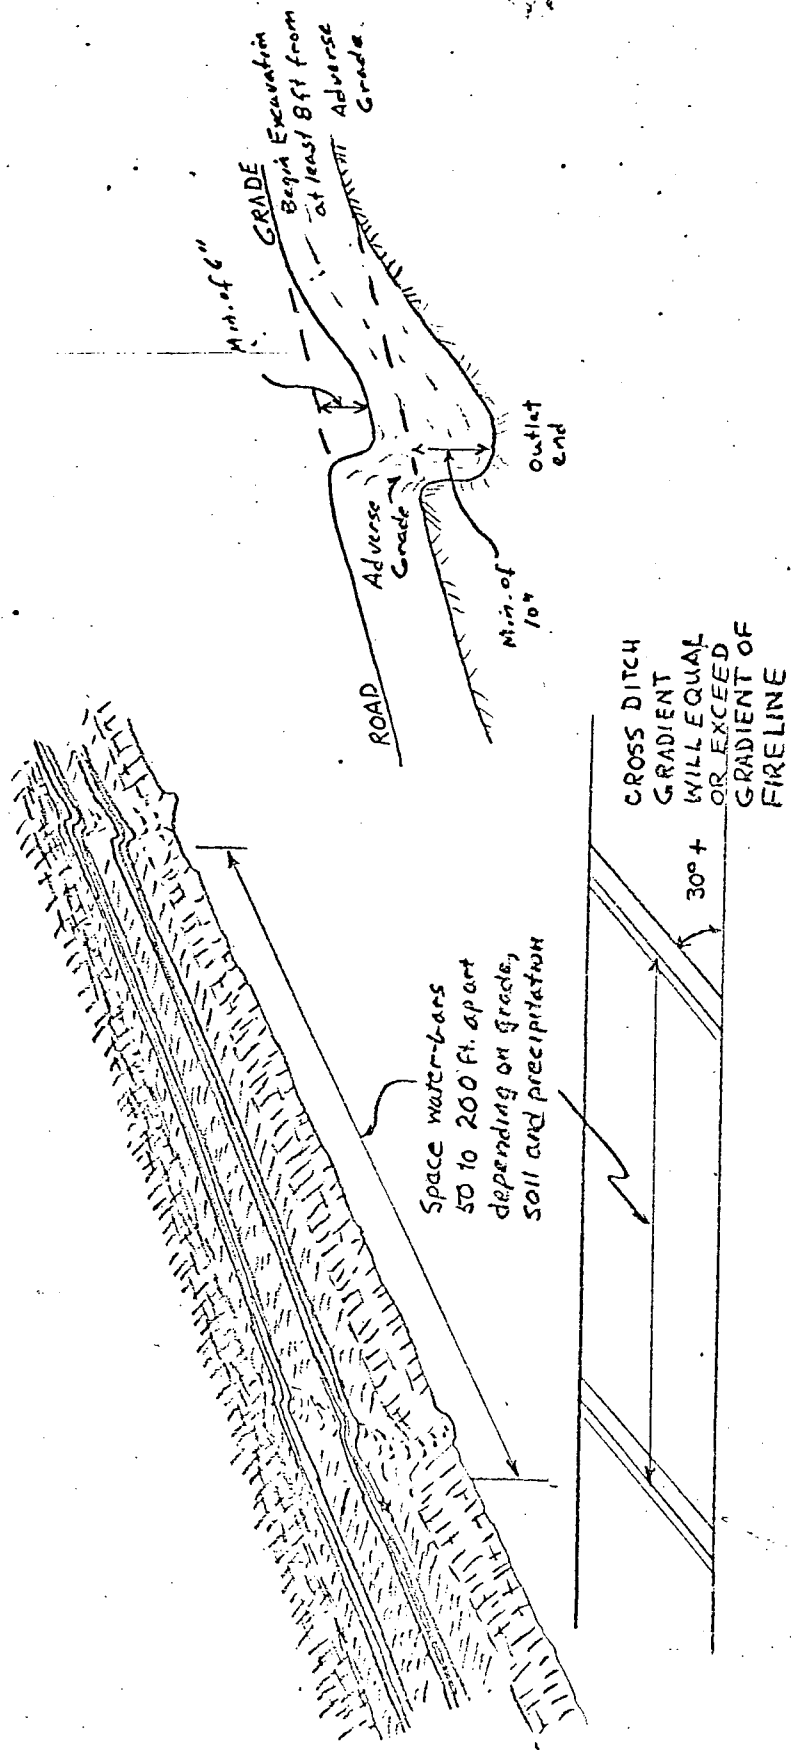 Space water-bars
50 to 200 ft. apart
depending on grade,
soil and precipitation
CROSS DITCH
GRADIENT
WILL EQUAL
OR EXCEED
GRADIENT OF
FIRELINE
30° +
ROAD
GRADE
Min. of 6"
Begin Excavation
at least 8ft from
Adverse
Grade.
Adverse
Grade
Min. of
10"
outlet
end